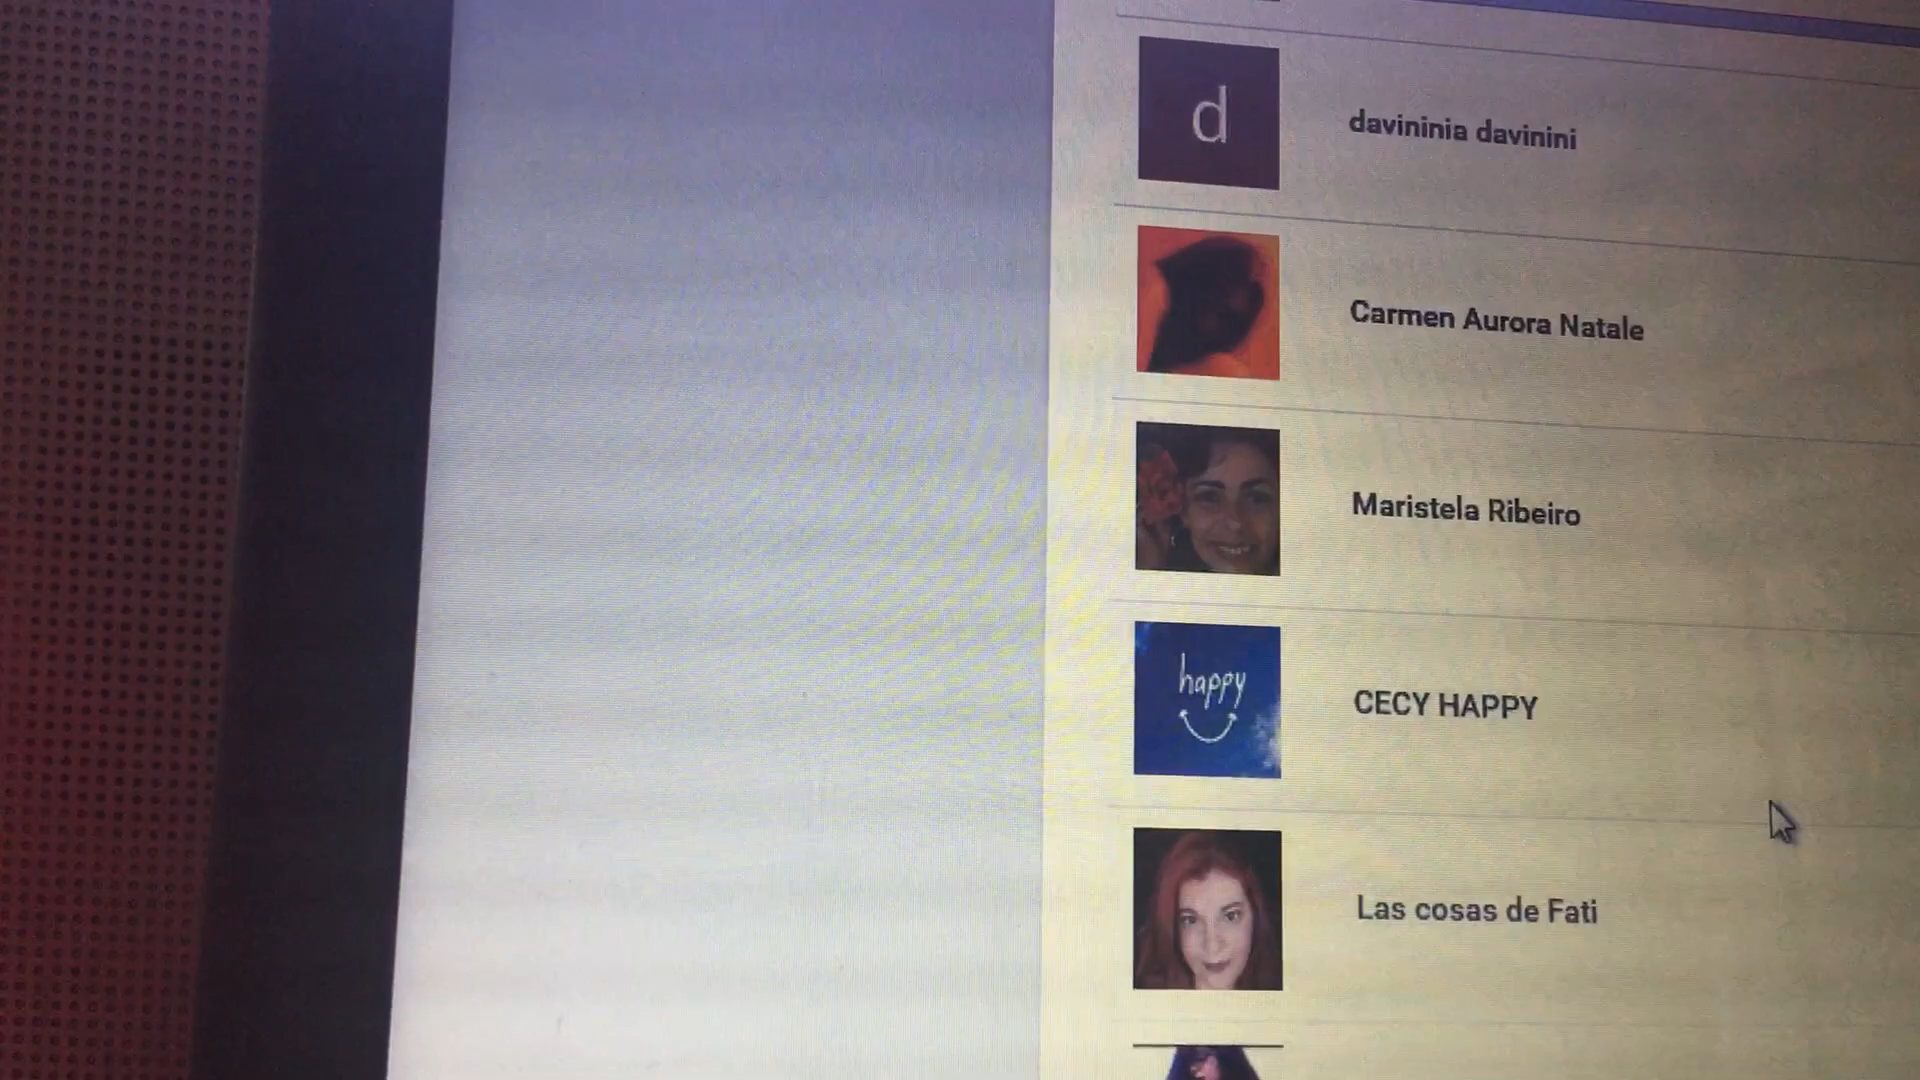 d
davininia davinini
Carmen Aurora Natale
Maristela Ribeiro
happy
CECY HAPPY
Las cosas de Fati